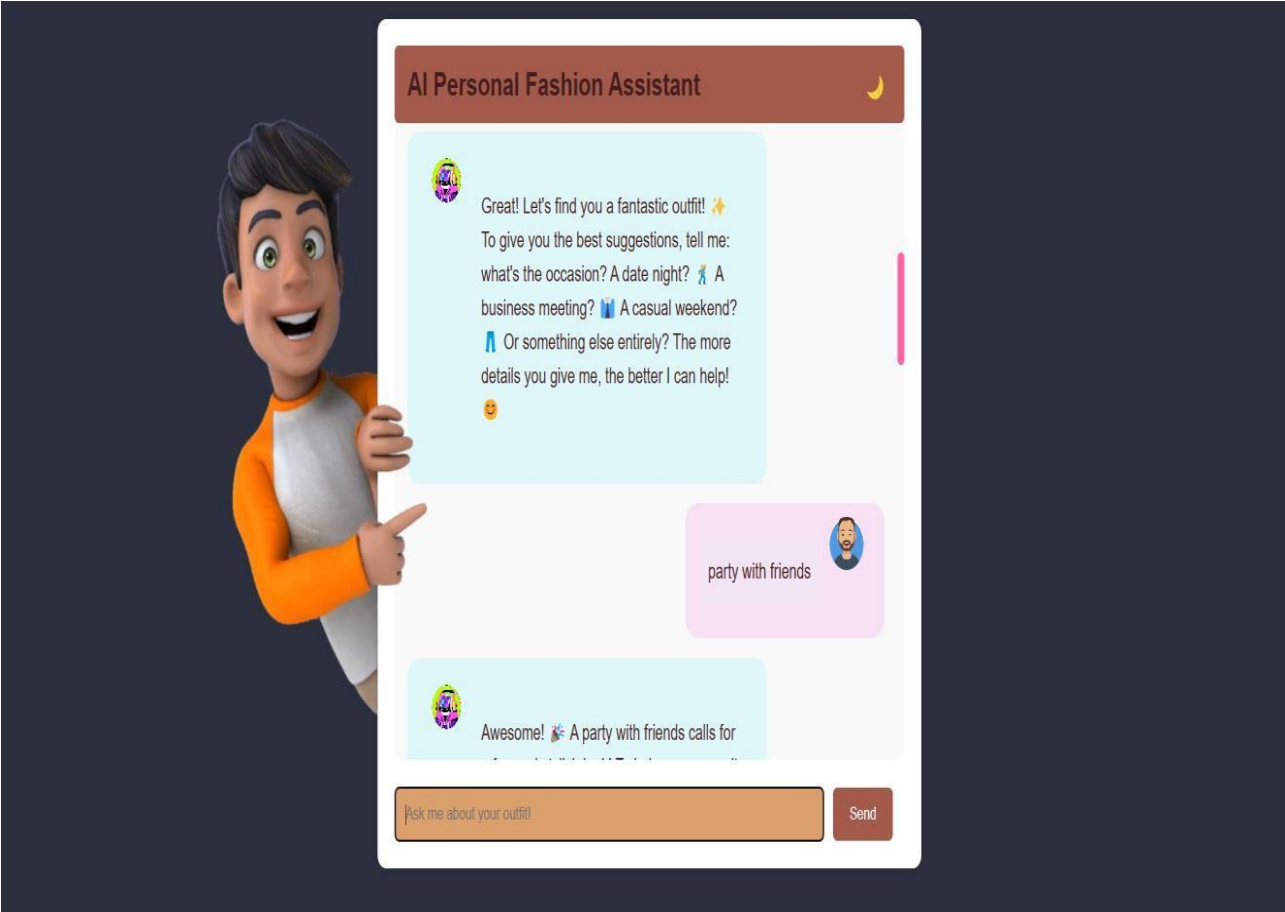 AI Personal Fashion Assistant 🌙
Great! Let's find you a fantastic outfit! ✨
To give you the best suggestions, tell me:
what's the occasion? A date night? 🕺 A
business meeting? 👔 A casual weekend?
👖 Or something else entirely? The more
details you give me, the better I can help!
😊
party with friends
Awesome! 🎉 A party with friends calls for
Ask me about your outfit!
Send